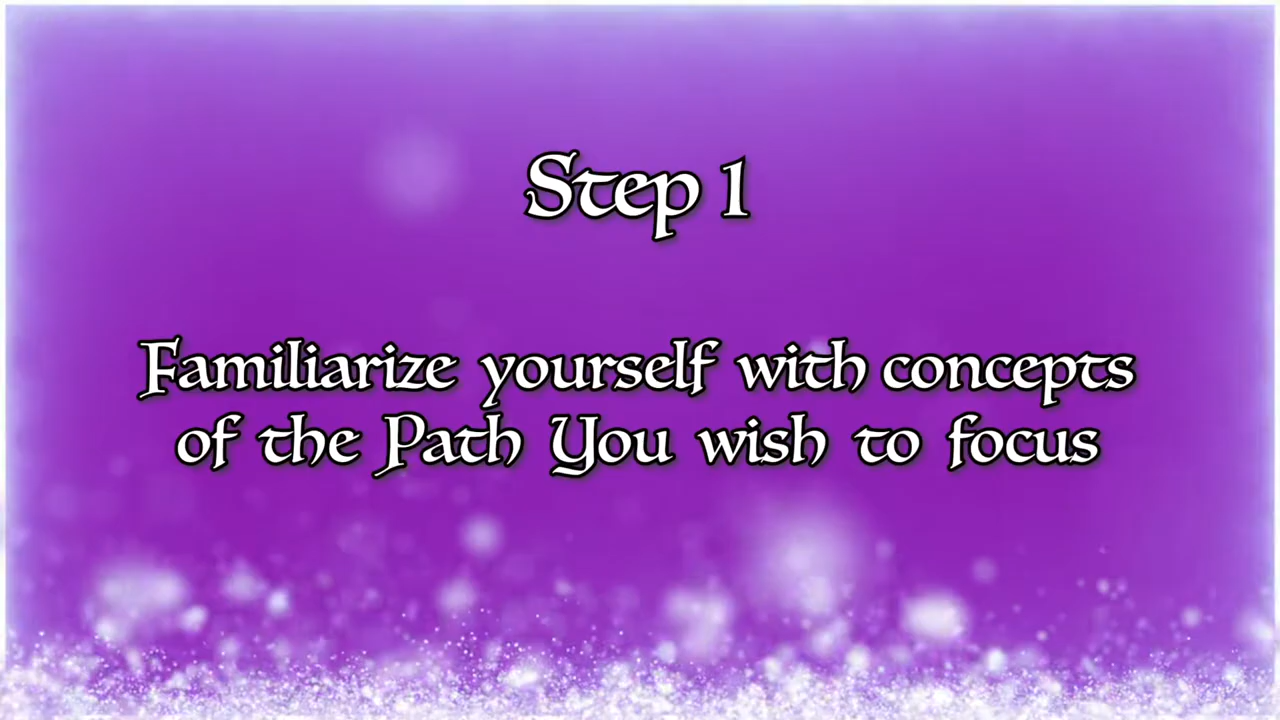 Step 1
Familiarize yourself with concepts
of the Path You wish to focus